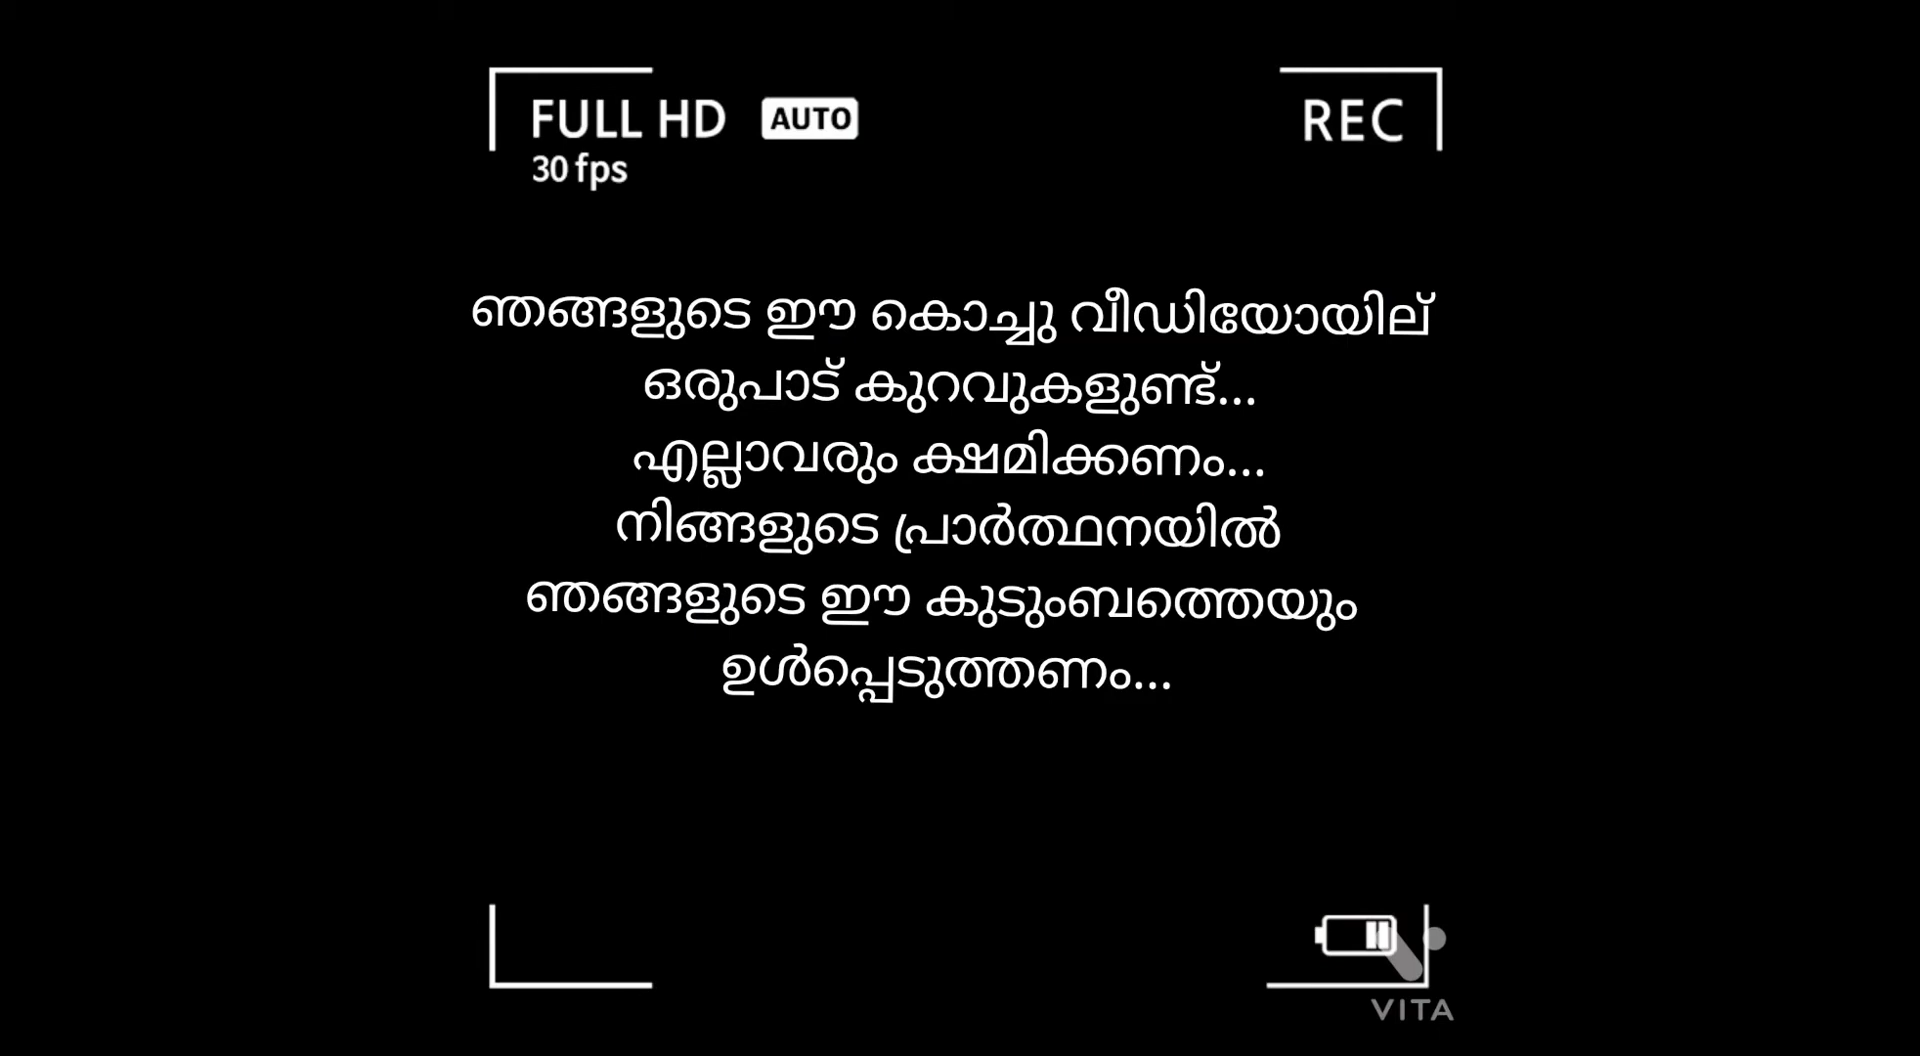 FULL HD AUTO REC
30 fps
ഞങ്ങളുടെ ഈ കൊച്ചു വീഡിയോയില്
ഒരുപാട് കുറവുകളുണ്ട്...
എല്ലാവരും ക്ഷമിക്കണം...
നിങ്ങളുടെ പ്രാർത്ഥനയിൽ
ഞങ്ങളുടെ ഈ കുടുംബത്തെയും
ഉൾപ്പെടുത്തണം...
VITA